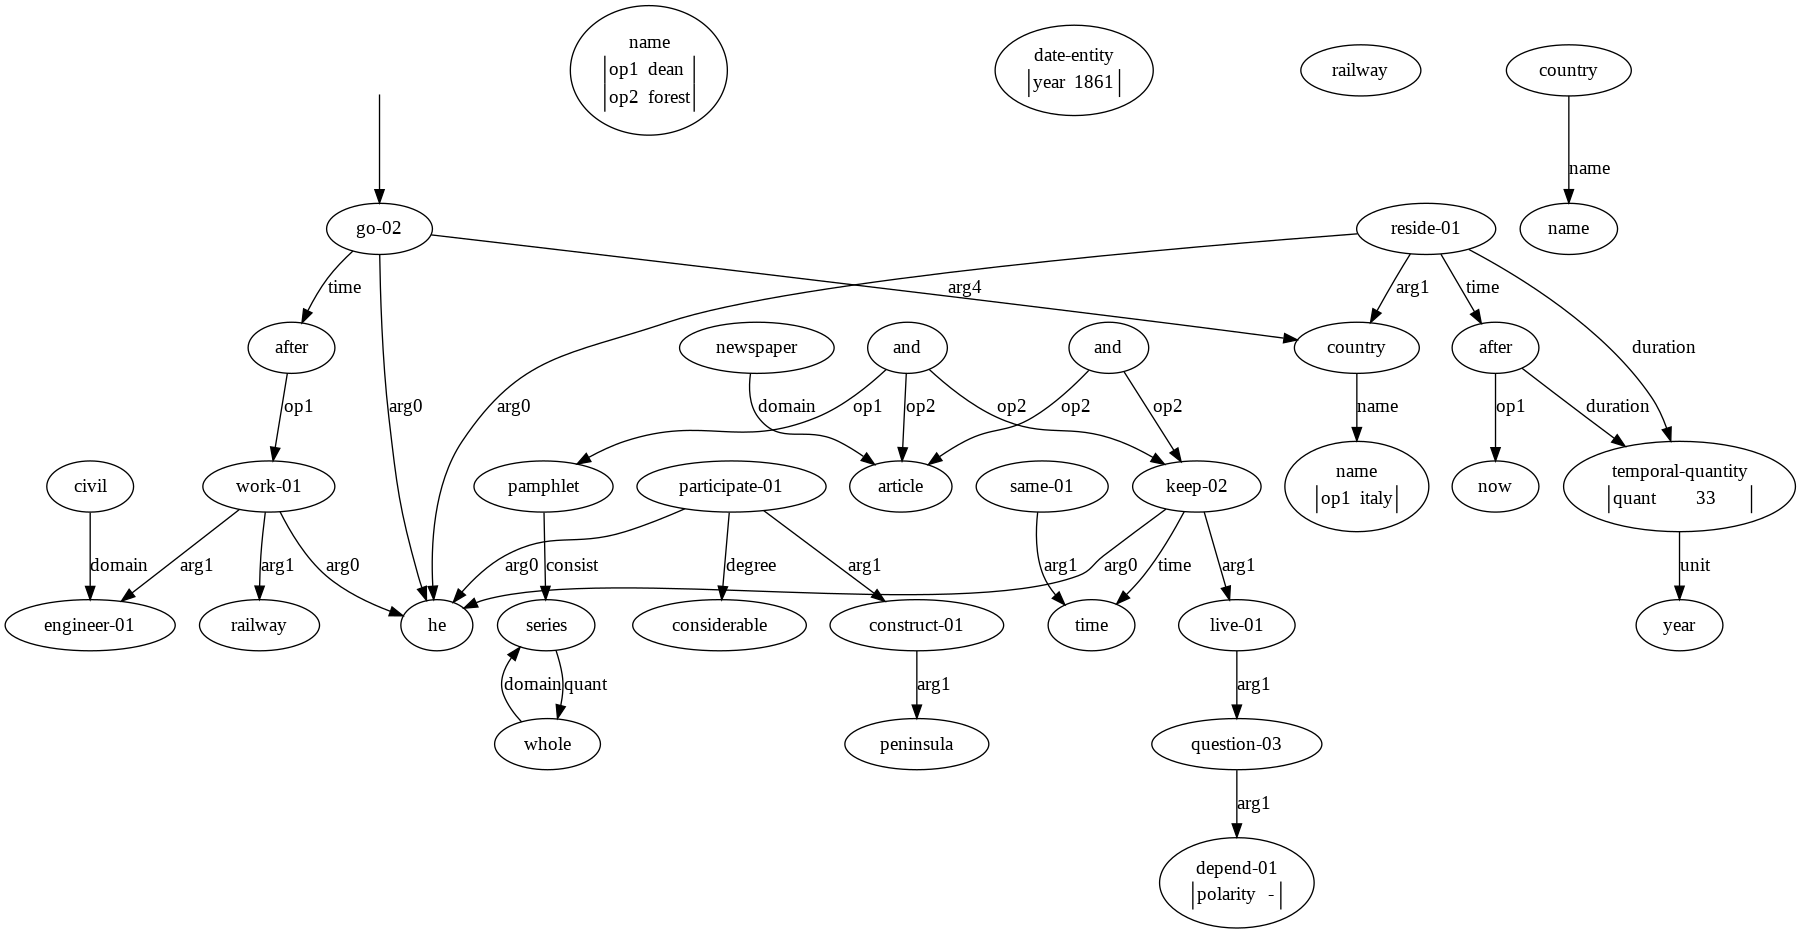 name
op1 dean
op2 forest
date-entity
year 1861
railway
country
name
go-02
reside-01
name
time
arg4
arg1
time
after
newspaper
and
and
country
after
duration
op1
arg0
arg0
domain
op1
op2
op2
op2
op2
name
op1
duration
civil
work-01
pamphlet
participate-01
article
same-01
keep-02
name
op1 italy
now
temporal-quantity
quant 33
domain
arg1
arg1
arg0
arg0
consist
degree
arg1
arg1
arg0
time
arg1
unit
engineer-01
railway
he
series
considerable
construct-01
time
live-01
year
domain
quant
arg1
arg1
whole
peninsula
question-03
arg1
depend-01
polarity -